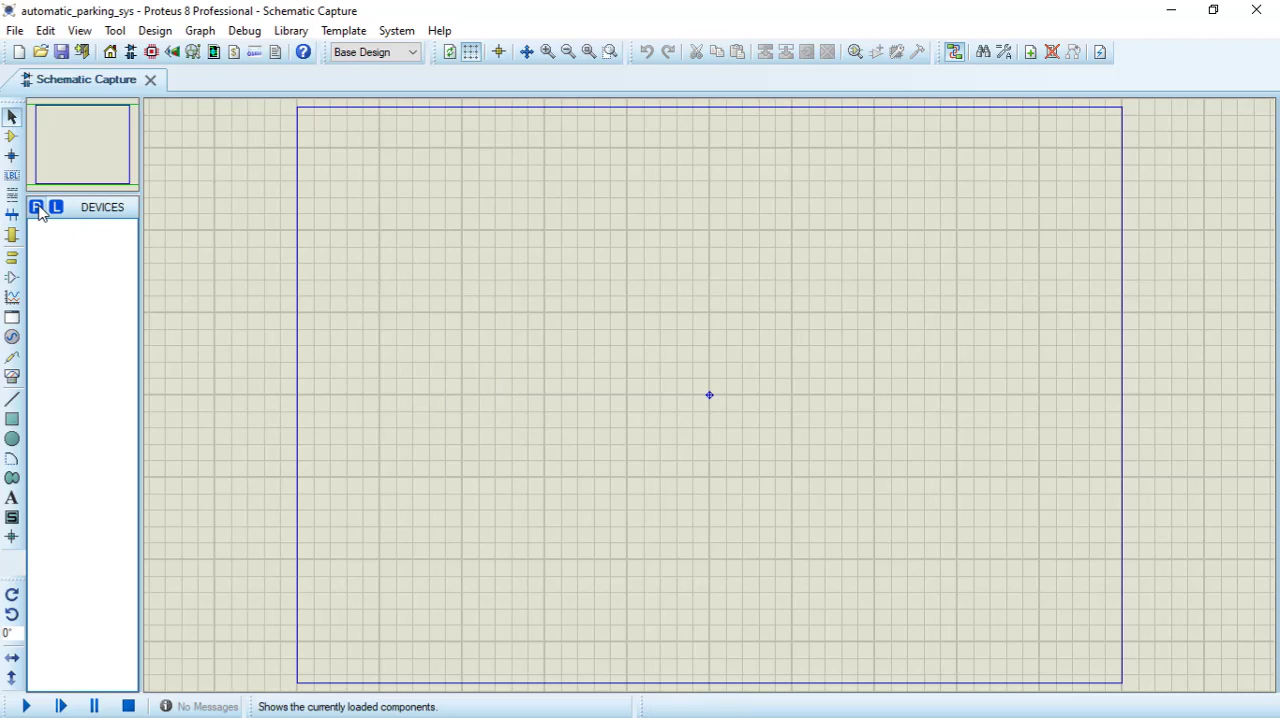 automatic_parking_sys - Proteus 8 Professional - Schematic Capture
File Edit View Tool Design Graph Debug Library Template System Help
Base Design
Schematic Capture
P L DEVICES
LBL
A
S
0°
No Messages
Shows the currently loaded components.